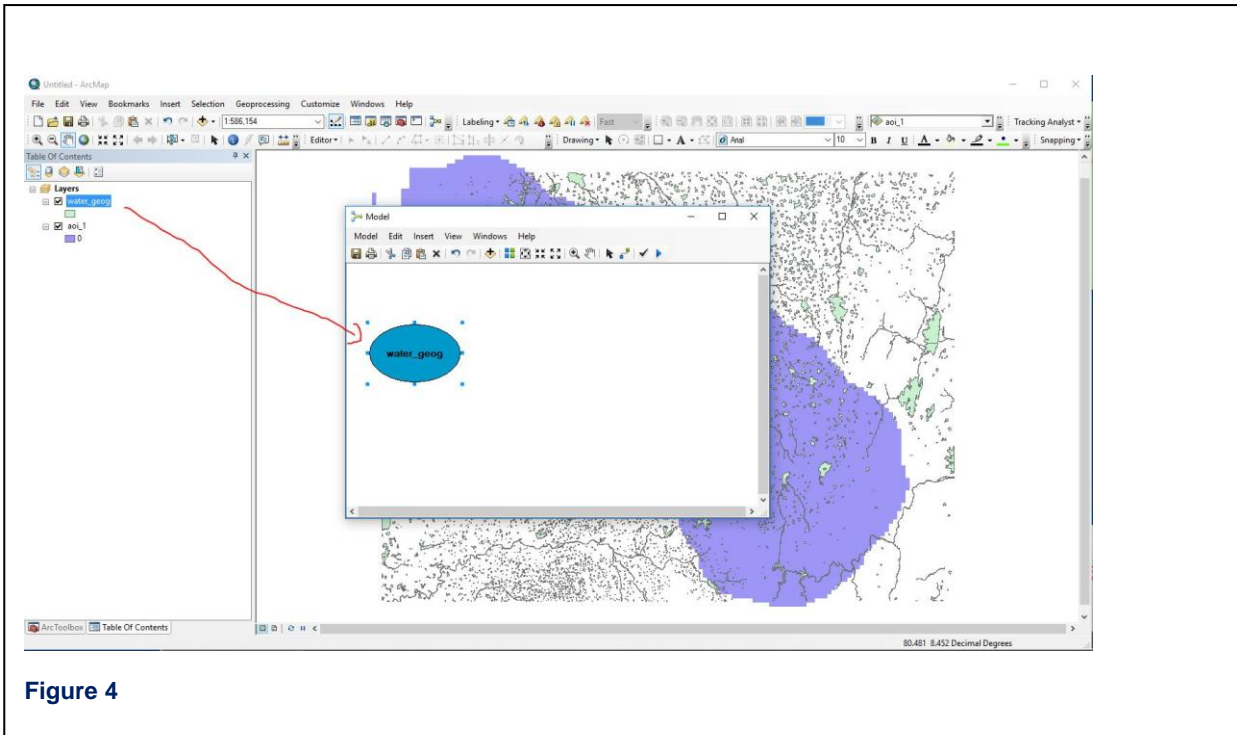 Untitled - ArcMap
File Edit View Bookmarks Insert Selection Geoprocessing Customize Windows Help
1:586,154 Labeling Fast aoi_1 Tracking Analyst
Editor Drawing A Arial 10 B I U A Snapping
Table Of Contents
Layers
water_geog
aoi_1
0
Model
Model Edit Insert View Windows Help
water_geog
ArcToolbox Table Of Contents
80.481 8.452 Decimal Degrees
Figure 4